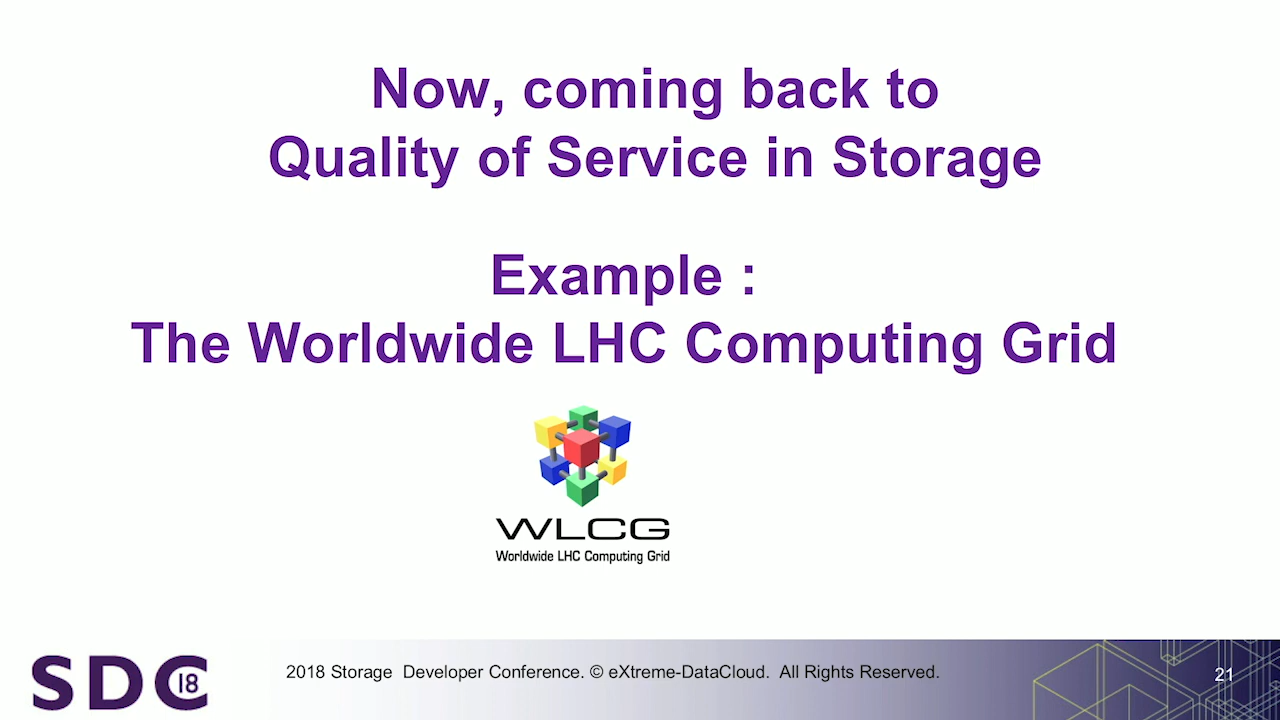 Now, coming back to
Quality of Service in Storage
Example :
The Worldwide LHC Computing Grid
WLCG
Worldwide LHC Computing Grid
SDC 18
2018 Storage  Developer Conference. © eXtreme-DataCloud.  All Rights Reserved.
21